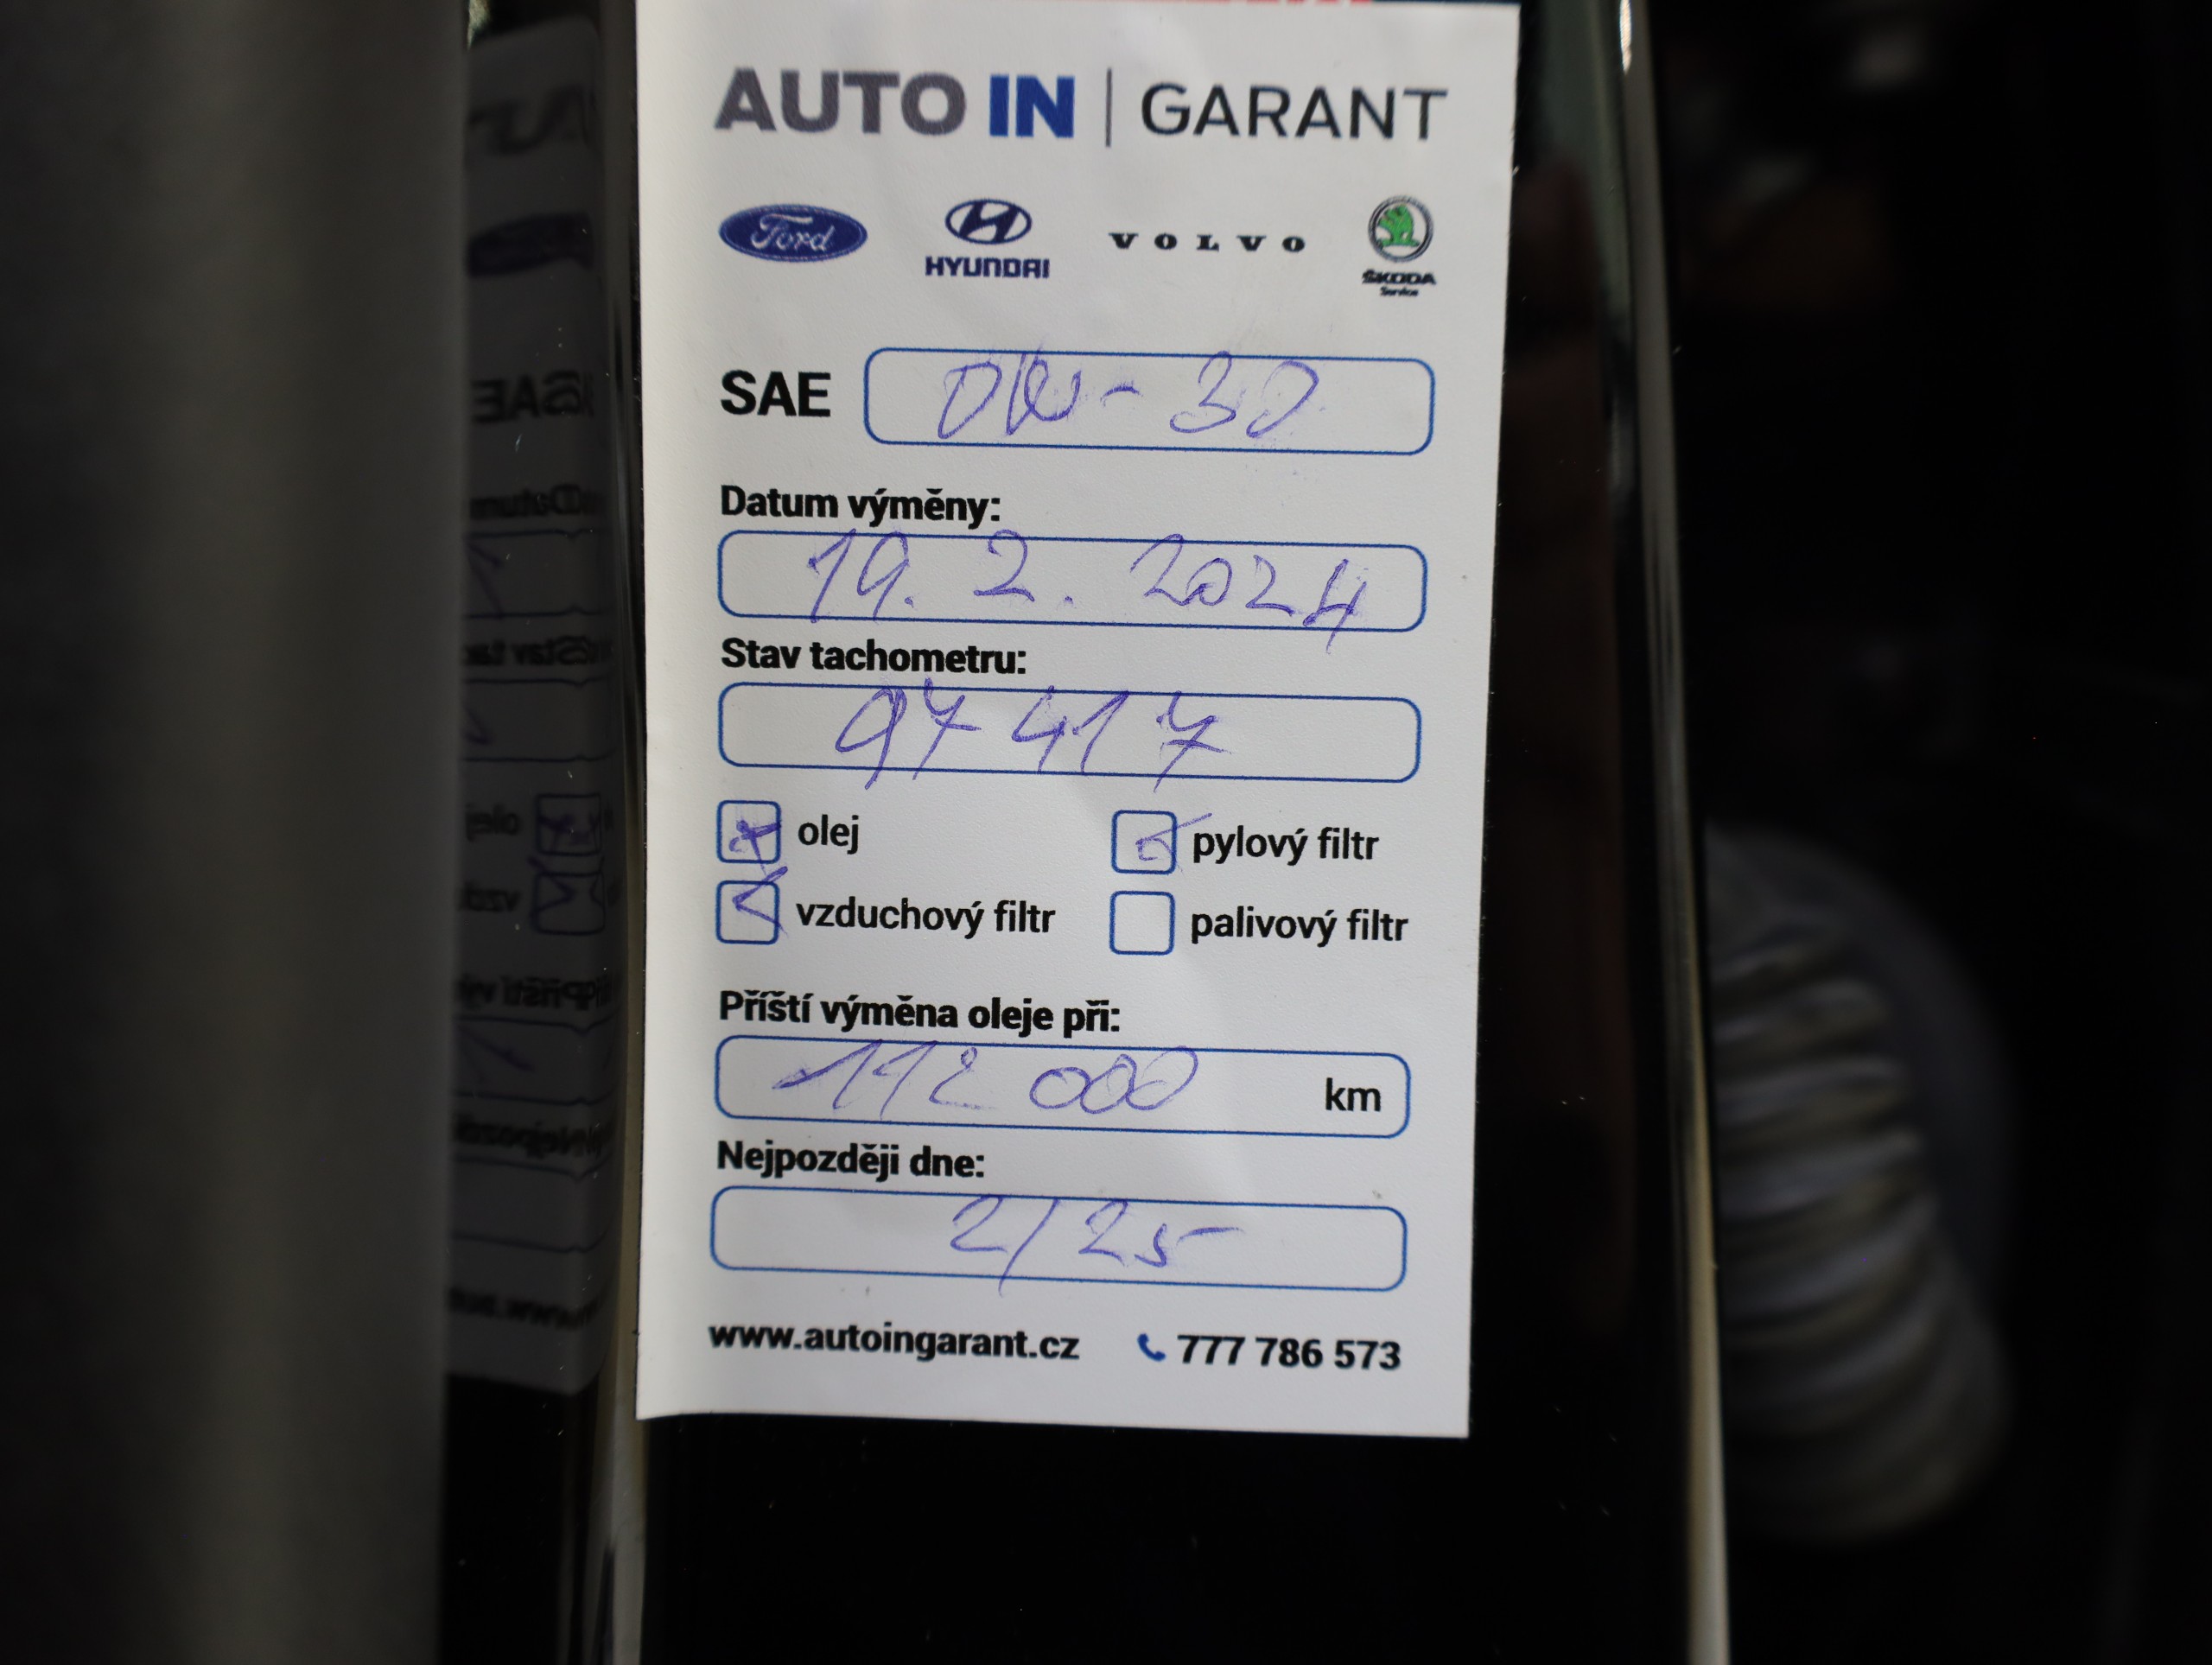 AUTO IN | GARANT
Ford HYUNDAI VOLVO ŠKODA
Service
SAE 0W-30
Datum výměny:
19. 2. 2024
Stav tachometru:
97 417
olej pylový filtr
vzduchový filtr palivový filtr
Příští výměna oleje při:
112 000 km
Nejpozději dne:
2/25
www.autoingarant.cz 777 786 573